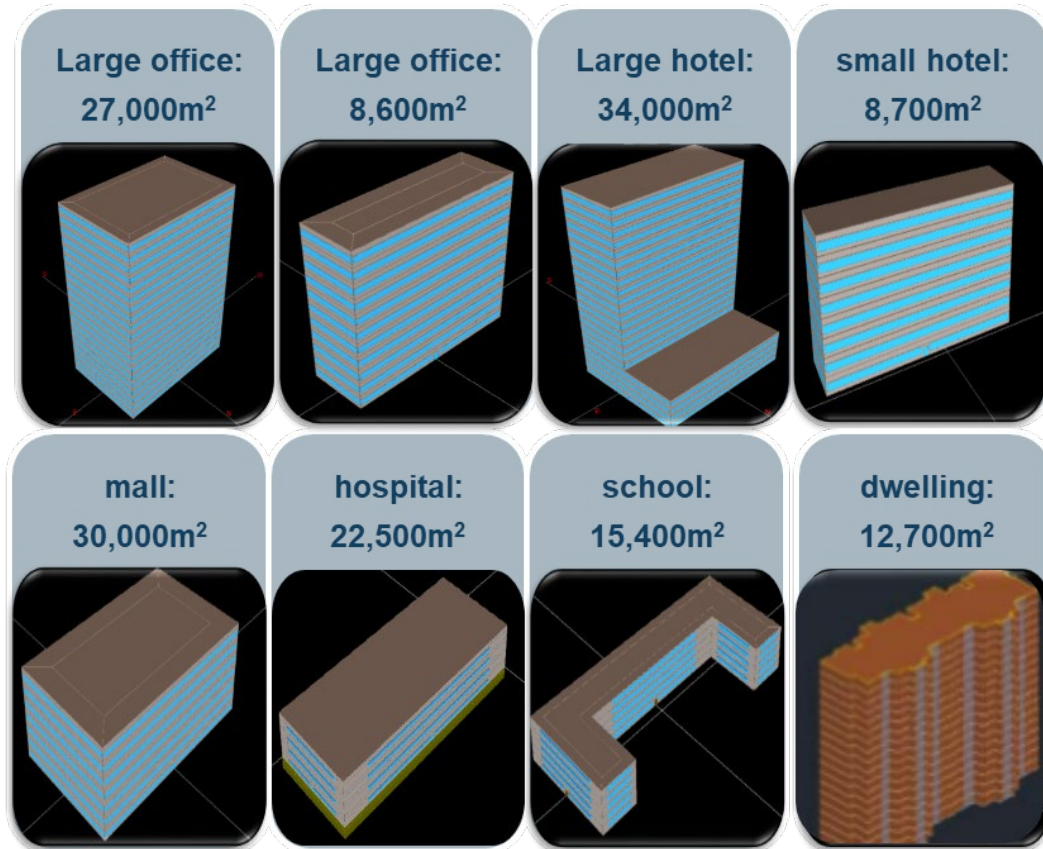 Large office:
27,000m²
Large office:
8,600m²
Large hotel:
34,000m²
small hotel:
8,700m²
mall:
30,000m²
hospital:
22,500m²
school:
15,400m²
dwelling:
12,700m²